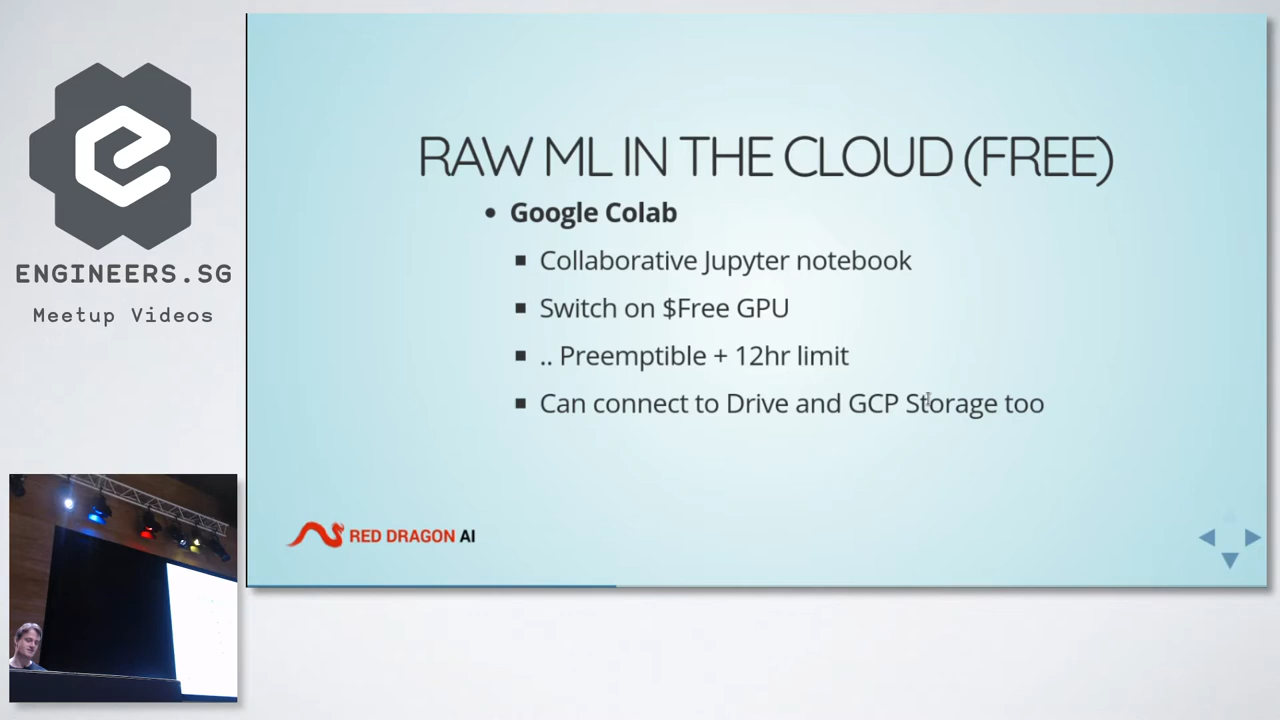 ENGINEERS.SG
Meetup Videos
RAW ML IN THE CLOUD (FREE)
Google Colab
Collaborative Jupyter notebook
Switch on $Free GPU
.. Preemptible + 12hr limit
Can connect to Drive and GCP Storage too
RED DRAGON AI